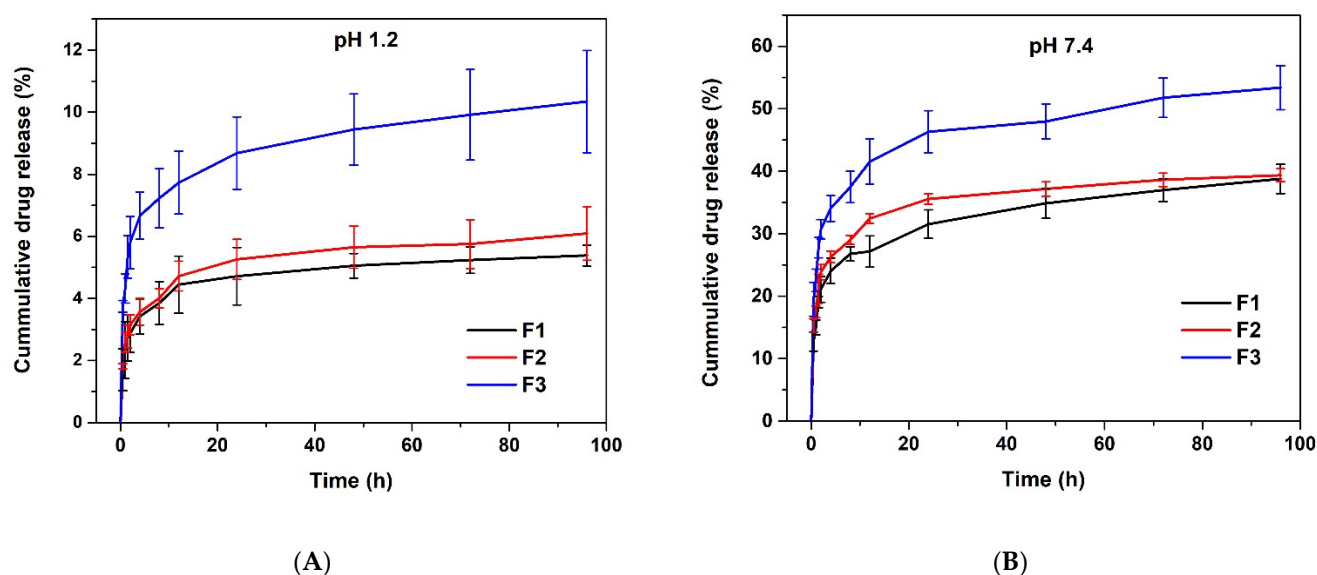 pH 1.2
Cummulative drug release (%)
12
10
8
6
4
2
0
F1
F2
F3
0 20 40 60 80 100
Time (h)
(A)
pH 7.4
Cummulative drug release (%)
60
50
40
30
20
10
0
F1
F2
F3
0 20 40 60 80 100
Time (h)
(B)